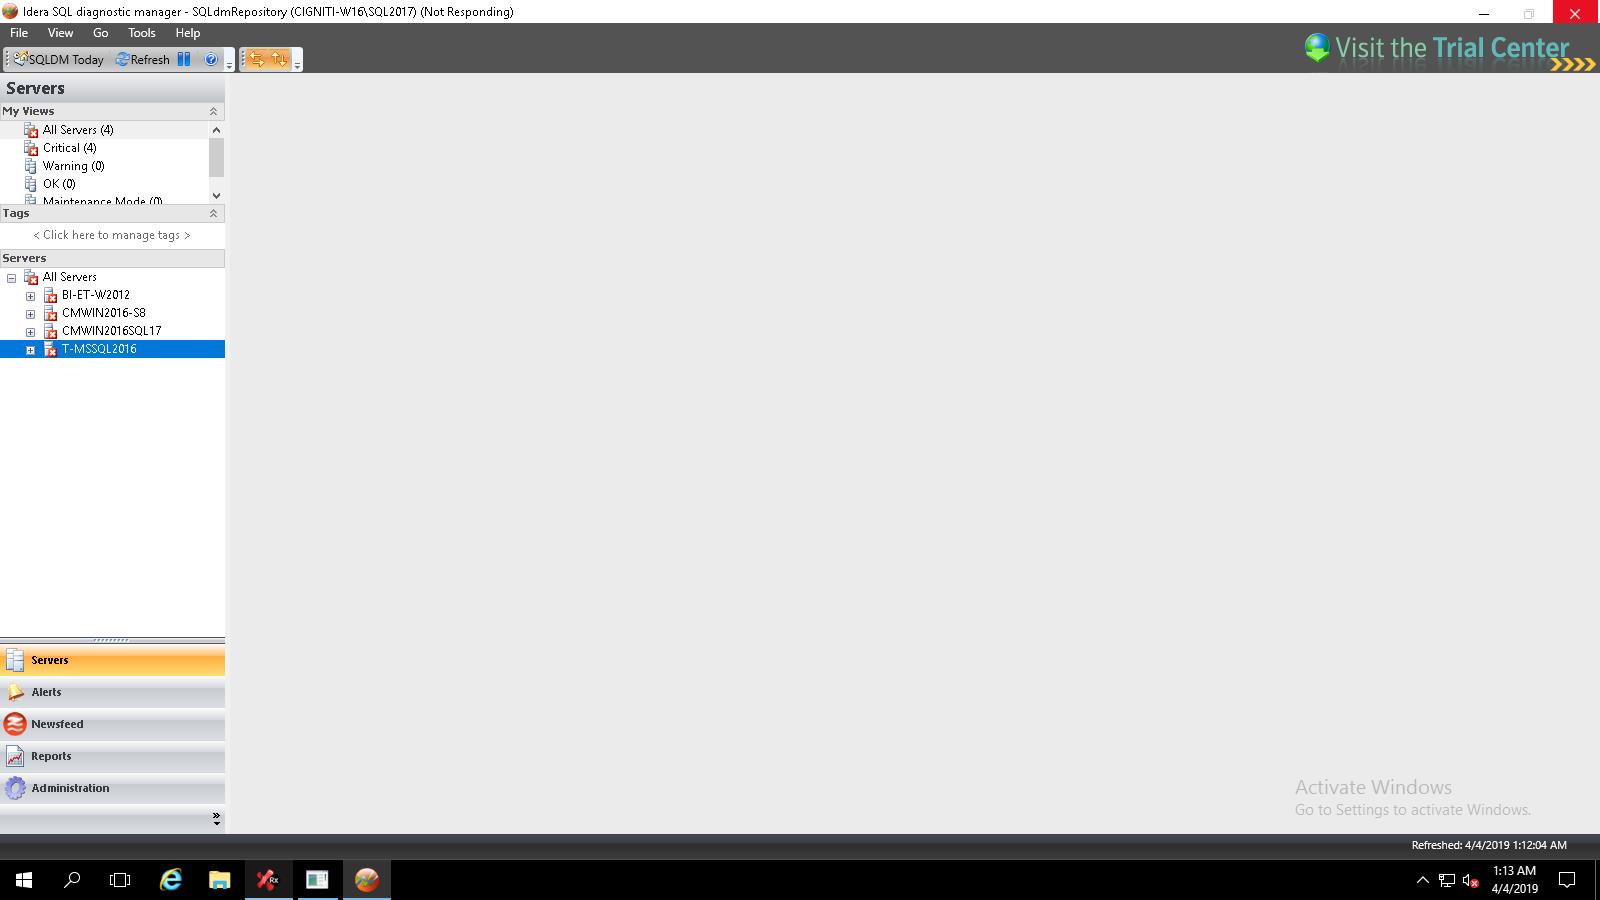 Idera SQL diagnostic manager - SQLdmRepository (CIGNITI-W16\SQL2017) (Not Responding)
File View Go Tools Help
SQLDM Today Refresh
Visit the Trial Center
Servers
My Views
All Servers (4)
Critical (4)
Warning (0)
OK (0)
Maintenance Mode (0)
Tags
< Click here to manage tags >
Servers
All Servers
BI-ET-W2012
CMWIN2016-S8
CMWIN2016SQL17
T-MSSQL2016
Servers
Alerts
Newsfeed
Reports
Administration
Activate Windows
Go to Settings to activate Windows.
Refreshed: 4/4/2019 1:12:04 AM
Rx
1:13 AM
4/4/2019